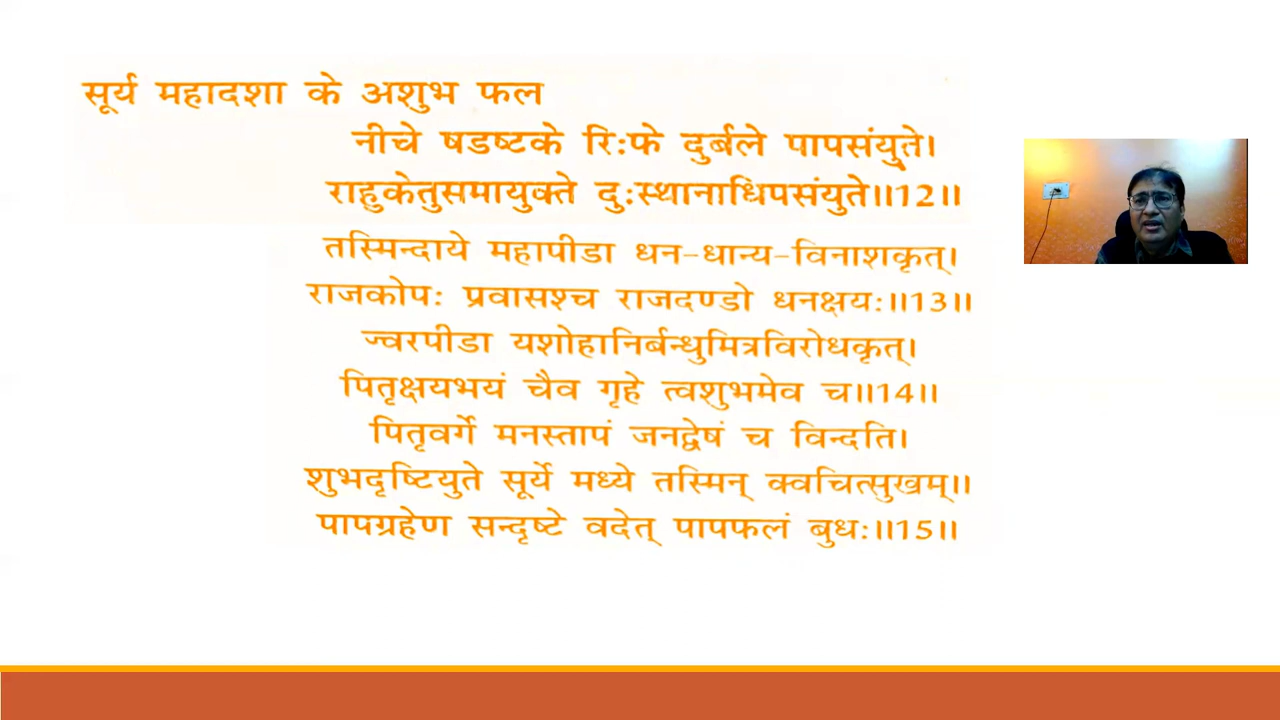 सूर्य महादशा के अशुभ फल
नीचे षडष्टके रिःफे दुर्बले पापसंयुते।
राहुकेतुसमायुक्ते दुःस्थानाधिपसंयुते॥12॥
तस्मिन्दाये महापीडा धन-धान्य-विनाशकृत्।
राजकोपः प्रवासश्च राजदण्डो धनक्षयः॥13॥
ज्वरपीडा यशोहानिर्बन्धुमित्रविरोधकृत्।
पितृक्षयभयं चैव गृहे त्वशुभमेव च॥14॥
पितृवर्गे मनस्तापं जनद्वेषं च विन्दति।
शुभदृष्टियुते सूर्ये मध्ये तस्मिन् क्वचित्सुखम्॥
पापग्रहेण सन्दृष्टे वदेत् पापफलं बुधः॥15॥